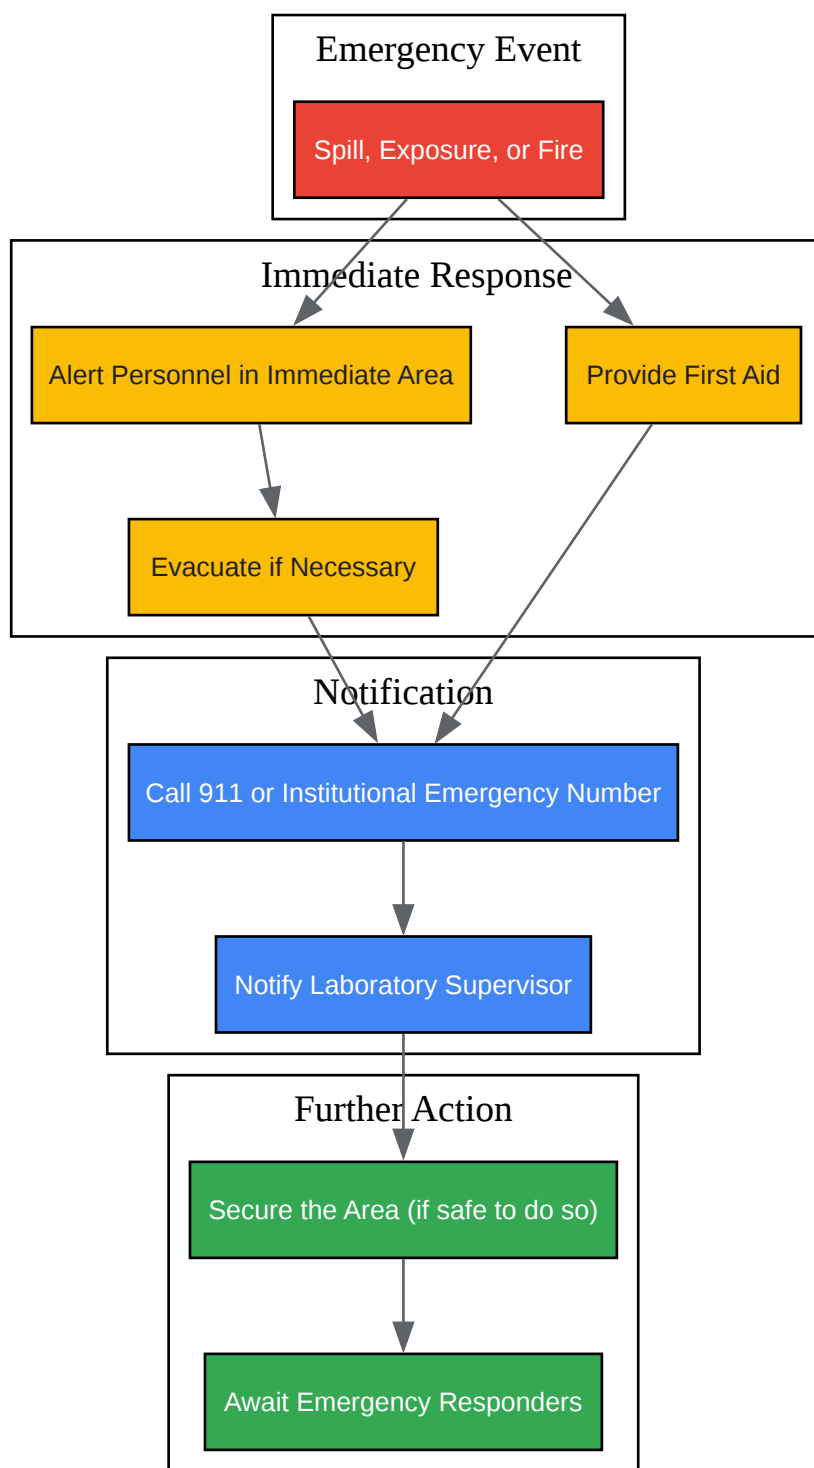 Emergency Event
Spill, Exposure, or Fire
Immediate Response
Alert Personnel in Immediate Area
Provide First Aid
Evacuate if Necessary
Notification
Call 911 or Institutional Emergency Number
Notify Laboratory Supervisor
Further Action
Secure the Area (if safe to do so)
Await Emergency Responders